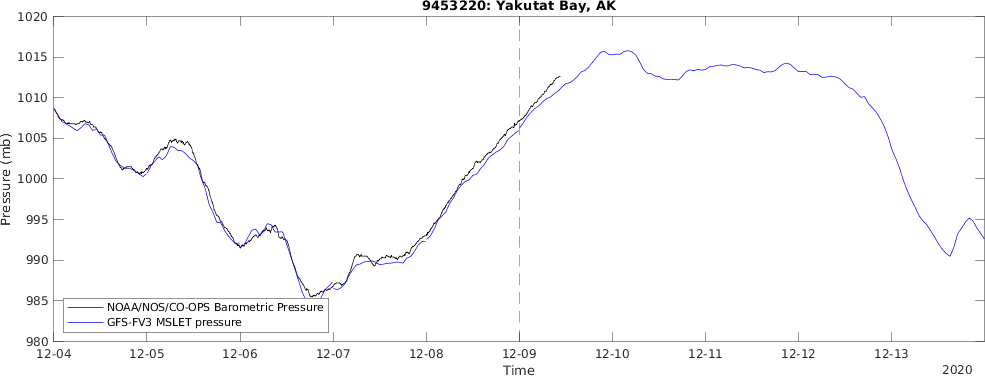 9453220: Yakutat Bay, AK
Pressure (mb)
1020
1015
1010
1005
1000
995
990
985
980
NOAA/NOS/CO-OPS Barometric Pressure
GFS-FV3 MSLET pressure
12-04 12-05 12-06 12-07 12-08 12-09 12-10 12-11 12-12 12-13
Time
2020